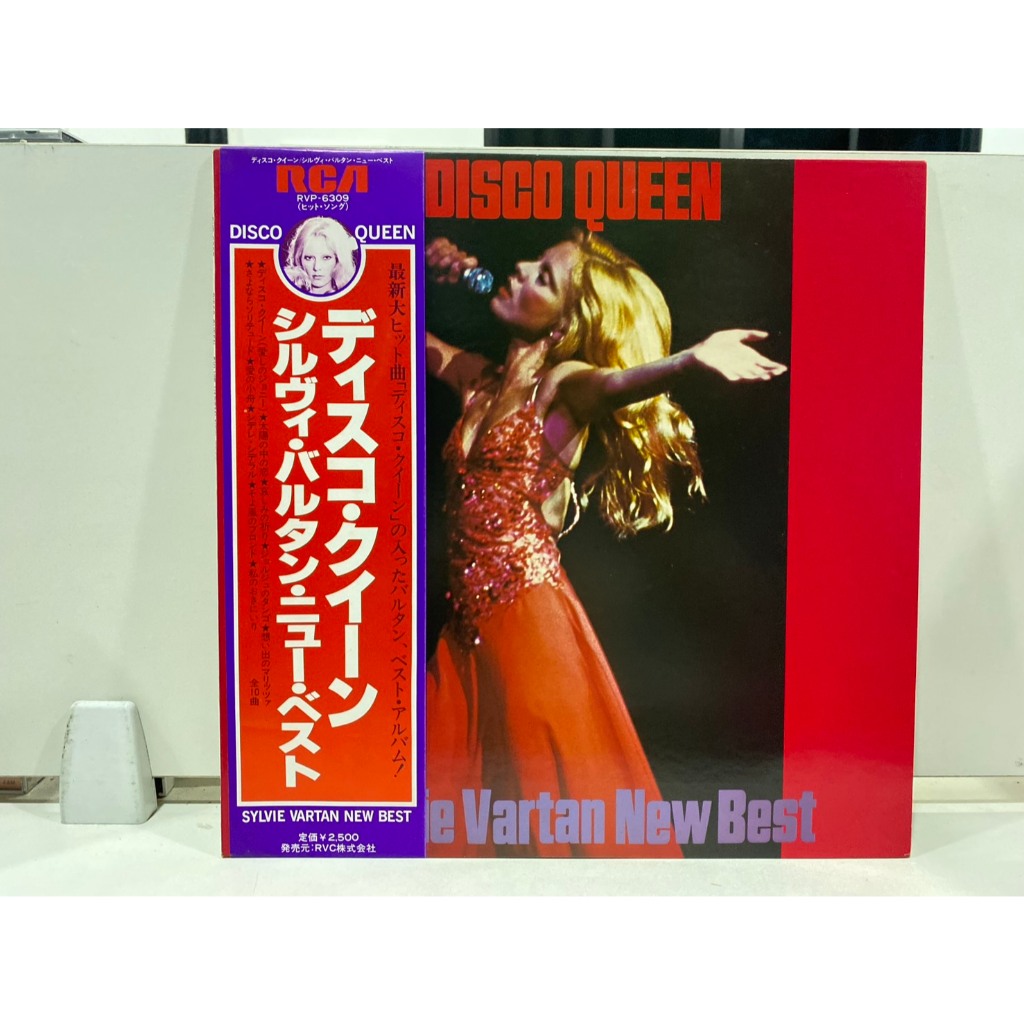 ディスコ・クイーン/シルヴィ・バルタン・ニュー・ベスト
RCA
RVP-6309
(ヒット・ソング)
DISCO QUEEN
最新大ヒット曲「ディスコ・クイーン」の入ったバルタン、ベスト・アルバム!
ディスコ・クイーン
シルヴィ・バルタン・ニュー・ベスト
全10曲
SYLVIE VARTAN NEW BEST
定価¥2,500
発売元:RVC株式会社
DISCO QUEEN
ie Vartan New Best